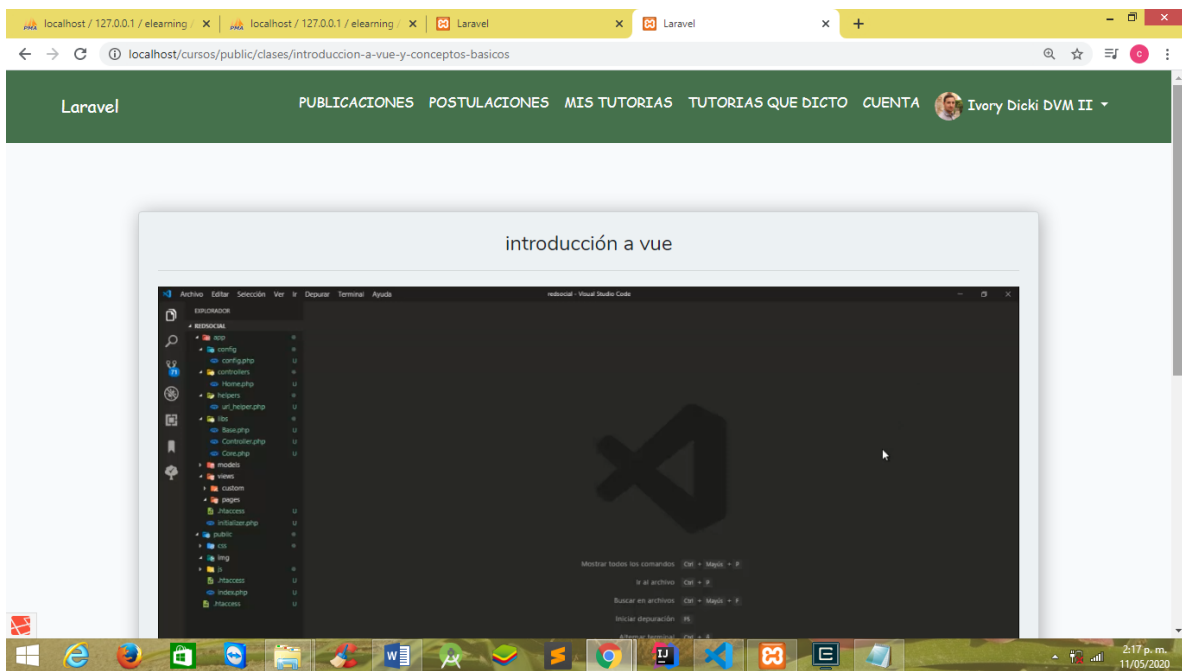 localhost / 127.0.0.1 / elearning / localhost / 127.0.0.1 / elearning / Laravel Laravel
localhost/cursos/public/clases/introduccion-a-vue-y-conceptos-basicos
Laravel PUBLICACIONES POSTULACIONES MIS TUTORIAS TUTORIAS QUE DICTO CUENTA Ivory Dicki DVM II
introducción a vue
Archivo Editar Selección Ver Ir Depurar Terminal Ayuda redsocial - Visual Studio Code
EXPLORADOR
REDSOCIAL
app
config
config.php U
controllers
Home.php U
helpers
url_helper.php U
libs
Base.php U
Controller.php U
Core.php U
models
views
custom
pages
.htaccess U
initializer.php U
public
css
img
js
.htaccess U
index.php U
.htaccess U
71
Mostrar todos los comandos Ctrl + Mayús + P
Ir al archivo Ctrl + P
Buscar en archivos Ctrl + Mayús + F
Iniciar depuración F5
Alternar terminal Ctrl +
2:17 p. m.
11/05/2020